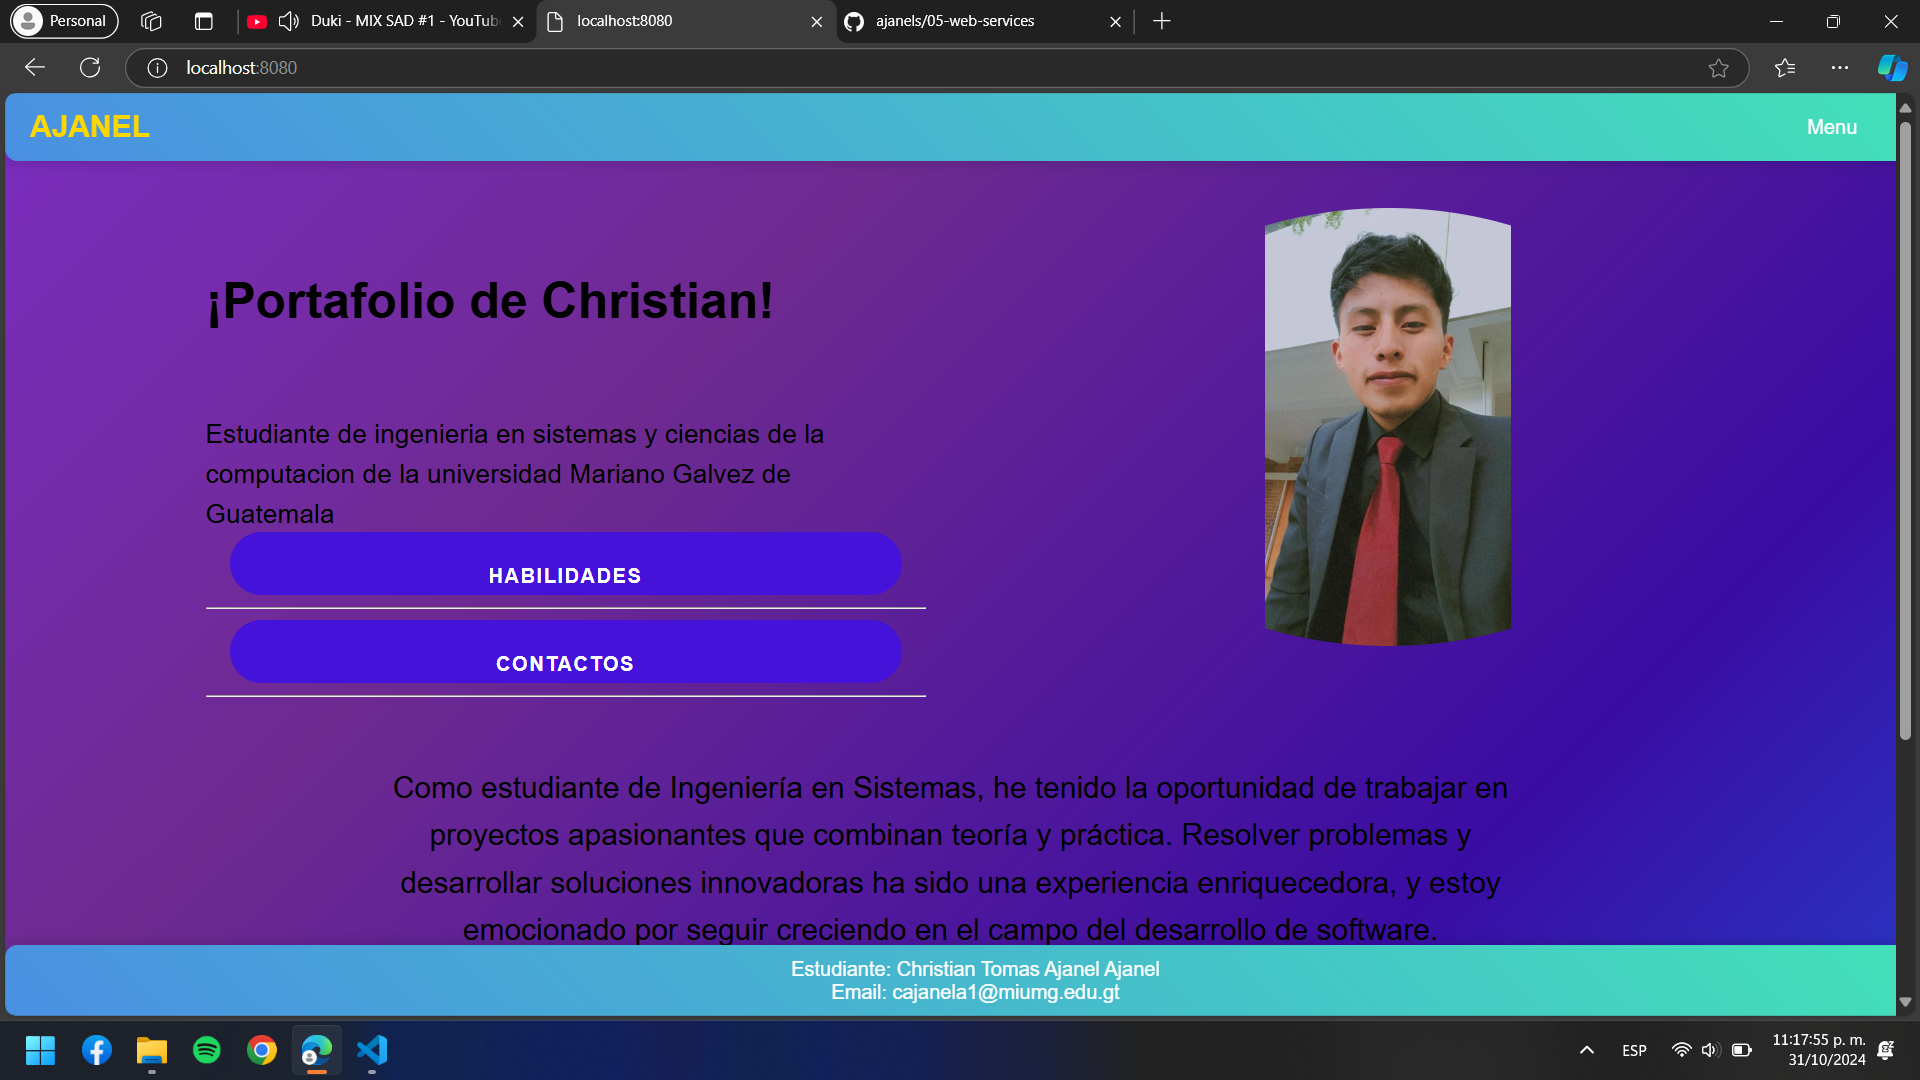 Personal
Duki - MIX SAD #1 - YouTub
localhost:8080
ajanels/05-web-services
localhost:8080
AJANEL
Menu
¡Portafolio de Christian!
Estudiante de ingenieria en sistemas y ciencias de la
computacion de la universidad Mariano Galvez de
Guatemala
HABILIDADES
CONTACTOS
Como estudiante de Ingeniería en Sistemas, he tenido la oportunidad de trabajar en
proyectos apasionantes que combinan teoría y práctica. Resolver problemas y
desarrollar soluciones innovadoras ha sido una experiencia enriquecedora, y estoy
emocionado por seguir creciendo en el campo del desarrollo de software.
Estudiante: Christian Tomas Ajanel Ajanel
Email: cajanela1@miumg.edu.gt
ESP
11:17:55 p. m.
31/10/2024